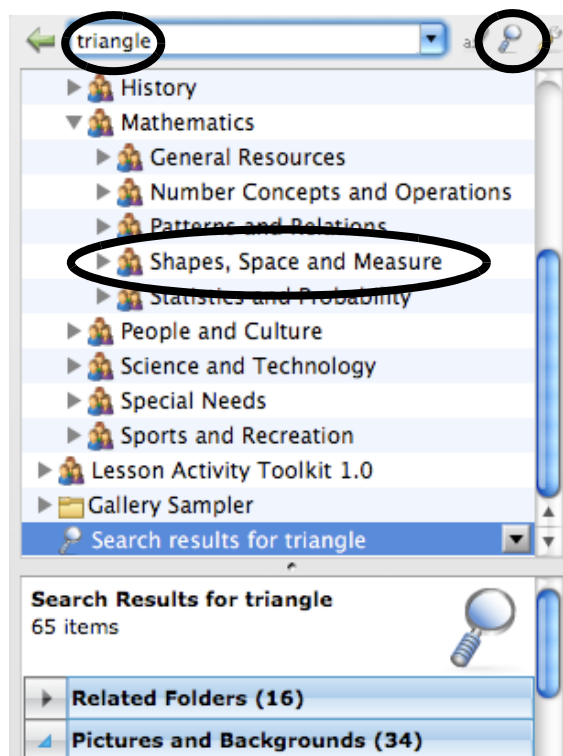 triangle
History
Mathematics
General Resources
Number Concepts and Operations
Patterns and Relations
Shapes, Space and Measure
Statistics and Probability
People and Culture
Science and Technology
Special Needs
Sports and Recreation
Lesson Activity Toolkit 1.0
Gallery Sampler
Search results for triangle
Search Results for triangle
65 items
Related Folders (16)
Pictures and Backgrounds (34)